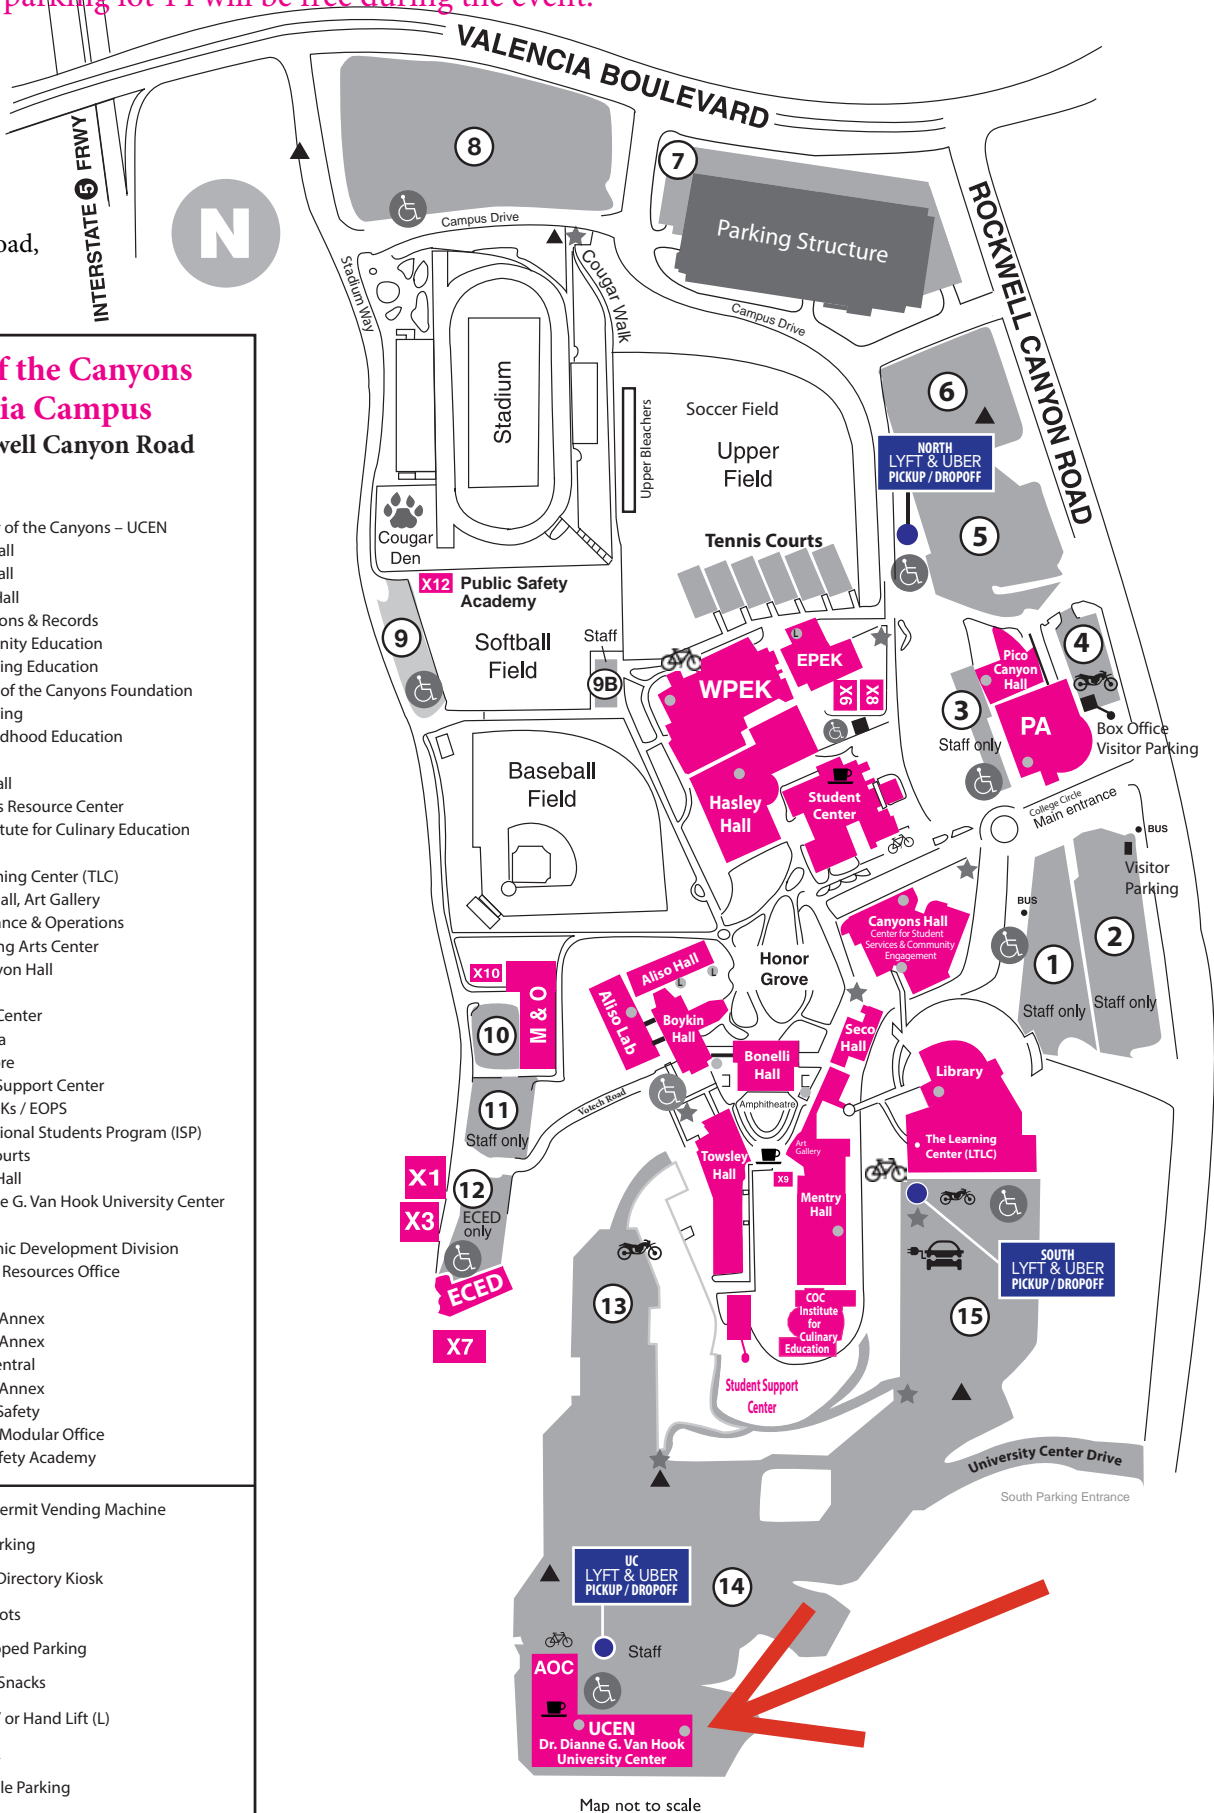 parking lot 14 will be free during the event.
VALENCIA BOULEVARD
INTERSTATE 5 FRWY
ROCKWELL CANYON ROAD
N
8
7
Parking Structure
Campus Drive
Stadium Way
Cougar Walk
Campus Drive
Stadium
Upper Bleachers
Soccer Field
Upper
Field
6
NORTH
LYFT & UBER
PICKUP / DROPOFF
5
Cougar
Den
Tennis Courts
X12 Public Safety
Academy
9
Softball
Field
Staff
9B
L
EPEK
WPEK
X6
X8
Pico
Canyon
Hall
4
3
Staff only
PA
Box Office
Visitor Parking
Baseball
Field
Hasley
Hall
Student
Center
College Circle
Main entrance
BUS
Visitor
Parking
BUS
Canyons Hall
Center for Student
Services & Community
Engagement
1
Staff only
2
Staff only
Honor
Grove
X10
M & O
10
Aliso Hall
L
L
Aliso Lab
Boykin
Hall
Bonelli
Hall
Seco
Hall
Library
The Learning
Center (LTLC)
11
Staff only
Votech Road
Amphitheatre
Art
Gallery
Towsley
Hall
X9
Mentry
Hall
X1
X3
12
ECED
only
ECED
X7
13
COC
Institute
for
Culinary
Education
SOUTH
LYFT & UBER
PICKUP / DROPOFF
15
Student Support
Center
University Center Drive
South Parking Entrance
UC
LYFT & UBER
PICKUP / DROPOFF
14
Staff
AOC
UCEN
Dr. Dianne G. Van Hook
University Center
Map not to scale
oad,
f the Canyons
ia Campus
well Canyon Road
of the Canyons – UCEN
all
all
Hall
ons & Records
nity Education
ing Education
of the Canyons Foundation
ing
dhood Education
all
s Resource Center
tute for Culinary Education
ning Center (TLC)
all, Art Gallery
ance & Operations
ng Arts Center
yon Hall
Center
a
re
Support Center
Ks / EOPS
ional Students Program (ISP)
ourts
Hall
e G. Van Hook University Center
nic Development Division
Resources Office
Annex
Annex
entral
Annex
Safety
Modular Office
fety Academy
ermit Vending Machine
rking
Directory Kiosk
ots
pped Parking
Snacks
or Hand Lift (L)
le Parking